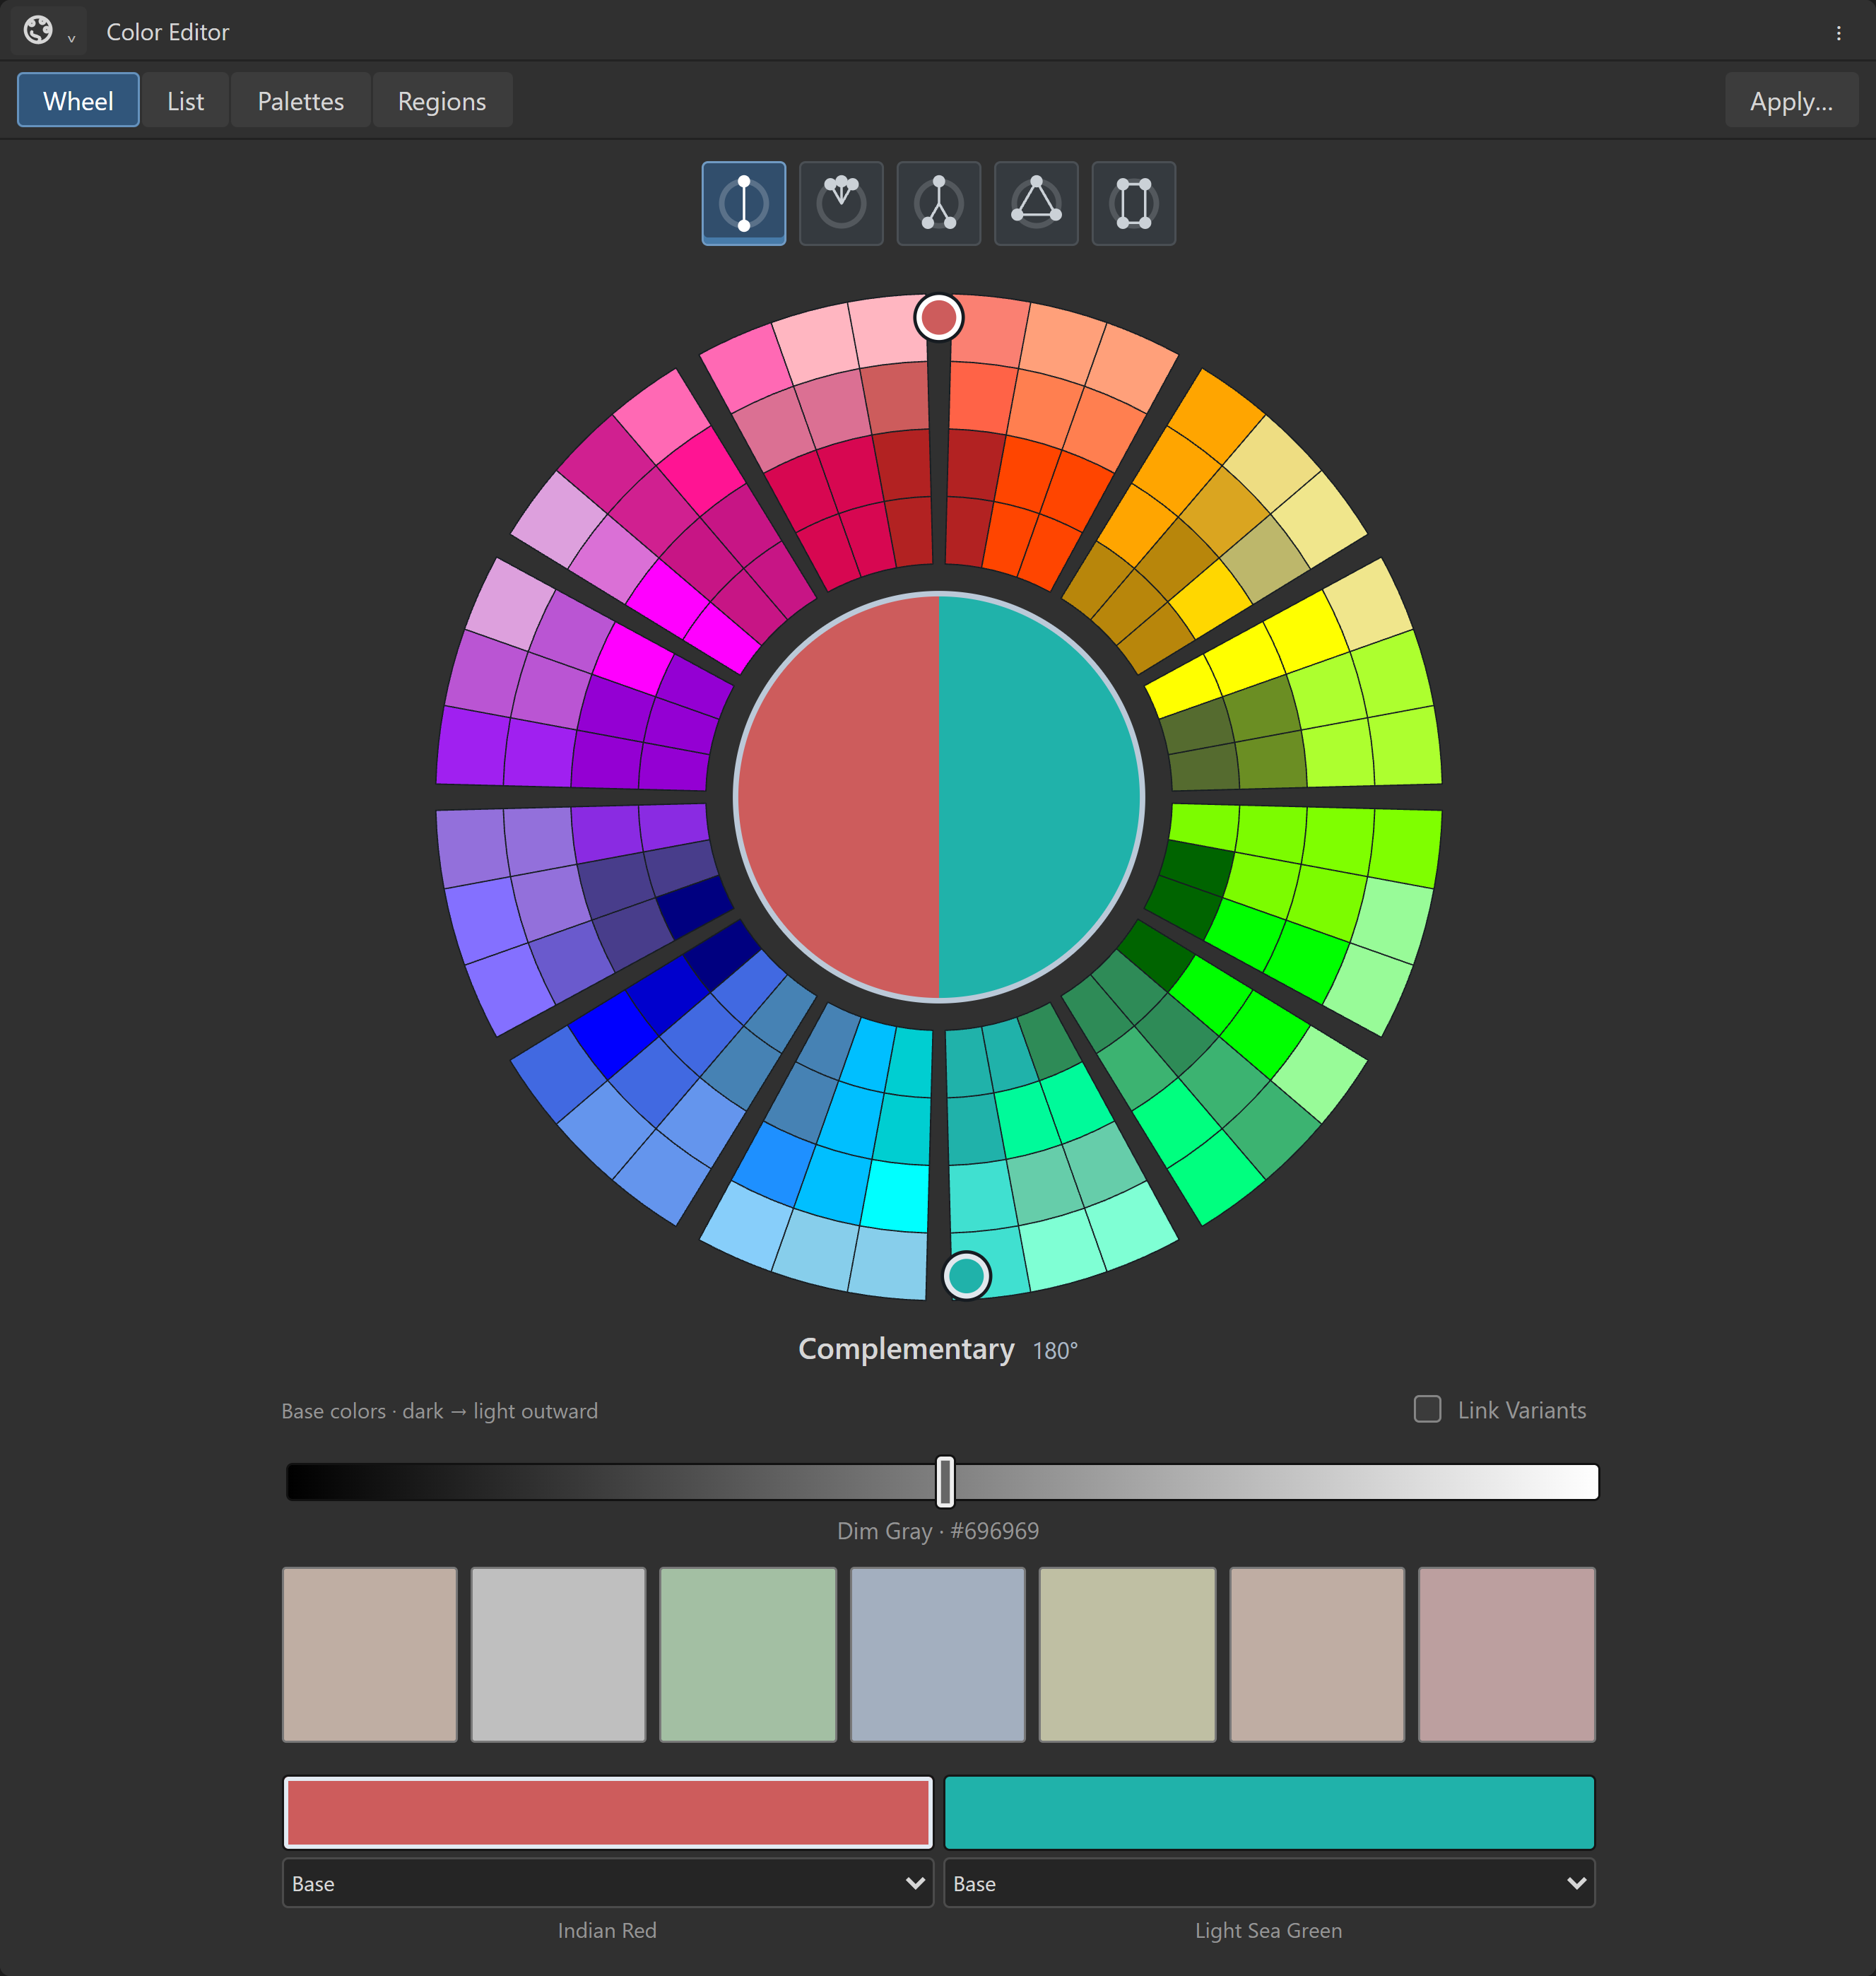 Color Editor
Wheel
List
Palettes
Regions
Apply...
Complementary 180°
Base colors · dark → light outward
Link Variants
Dim Gray · #696969
Base
Base
Indian Red
Light Sea Green